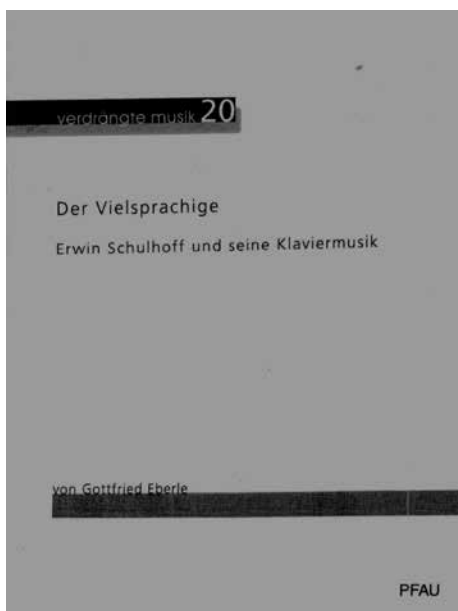 verdrängte musik 20
Der Vielsprachige
Erwin Schulhoff und seine Klaviermusik
von Gottfried Eberle
PFAU